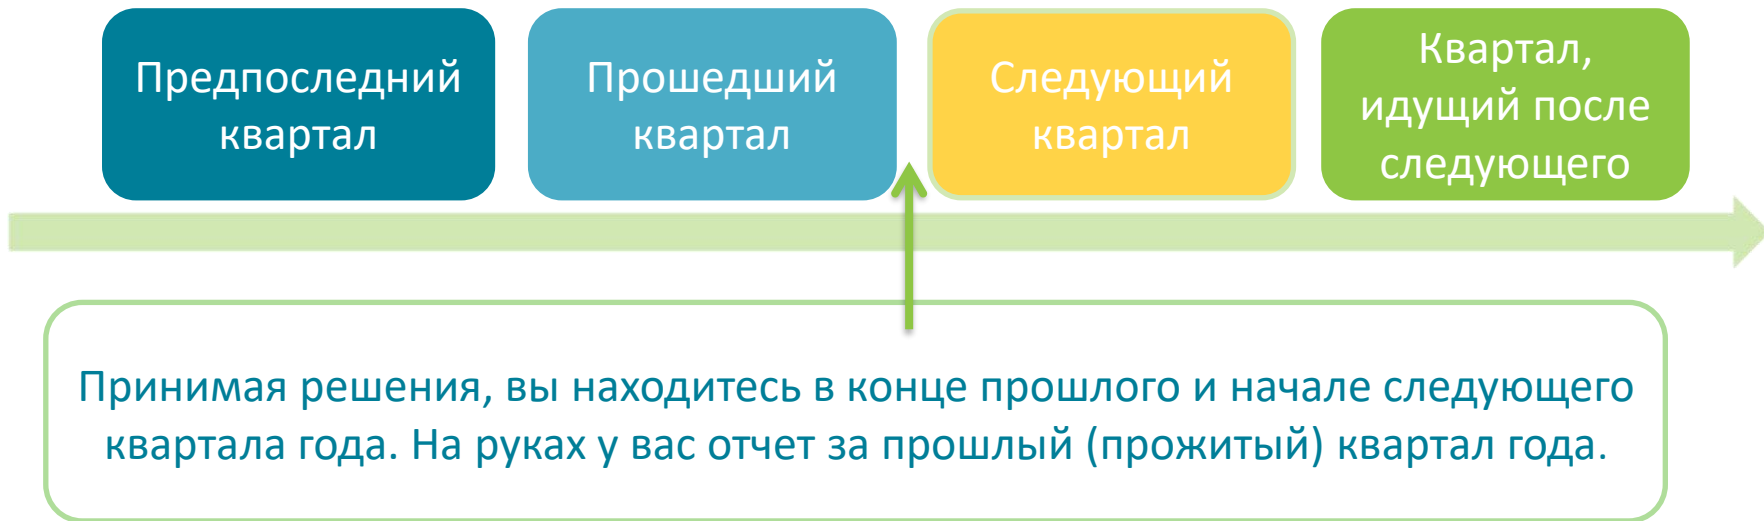 Предпоследний
квартал
Прошедший
квартал
Следующий
квартал
Квартал,
идущий после
следующего
Принимая решения, вы находитесь в конце прошлого и начале следующего
квартала года. На руках у вас отчет за прошлый (прожитый) квартал года.